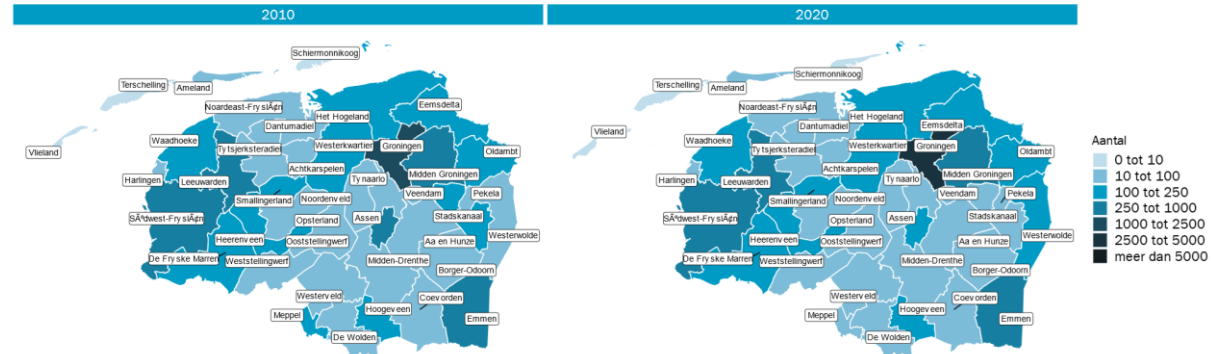 2010
2020
Schiermonnikoog
Terschelling
Ameland
Noardeast-FryslÃ¢n
Dantumadiel
Het Hogeland
Eemsdelta
Waadhoeke
Tytsjerksteradiel
Westerkwartier
Groningen
Oldambt
Vlieland
Achtkarspelen
Midden Groningen
Harlingen
Leeuwarden
Tynaarlo
Veendam
Pekela
Smallingerland
Noordenveld
SÃºdwest-FryslÃ¢n
Opsterland
Assen
Stadskanaal
Westerwolde
Heerenveen
Ooststellingwerf
Aa en Hunze
De Fryske Marren
Weststellingwerf
Midden-Drenthe
Borger-Odoorn
Westerveld
Coevorden
Meppel
Hoogeveen
Emmen
De Wolden
Schiermonnikoog
Terschelling
Ameland
Noardeast-FryslÃ¢n
Dantumadiel
Het Hogeland
Eemsdelta
Vlieland
Waadhoeke
Tytsjerksteradiel
Westerkwartier
Groningen
Oldambt
Achtkarspelen
Midden Groningen
Harlingen
Leeuwarden
Tynaarlo
Veendam
Pekela
Smallingerland
Noordenveld
SÃºdwest-FryslÃ¢n
Opsterland
Assen
Stadskanaal
Westerwolde
Heerenveen
Ooststellingwerf
Aa en Hunze
De Fryske Marren
Weststellingwerf
Midden-Drenthe
Borger-Odoorn
Westerveld
Coevorden
Meppel
Hoogeveen
Emmen
De Wolden
Aantal
0 tot 10
10 tot 100
100 tot 250
250 tot 1000
1000 tot 2500
2500 tot 5000
meer dan 5000